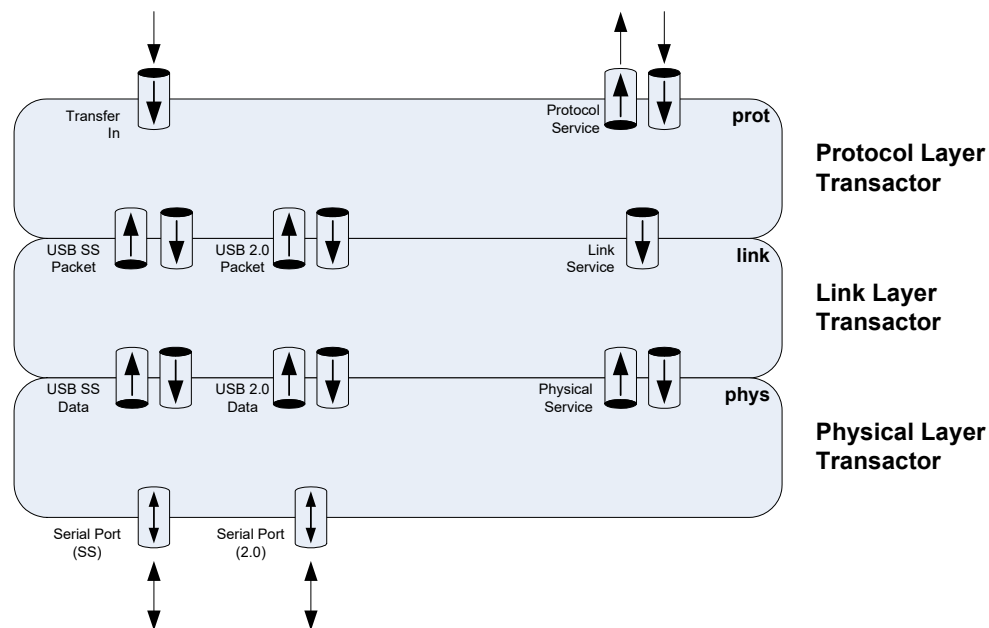 Transfer
In
Protocol
Service
prot
Protocol Layer
Transactor
USB SS
Packet
USB 2.0
Packet
Link
Service
link
Link Layer
Transactor
USB SS
Data
USB 2.0
Data
Physical
Service
phys
Physical Layer
Transactor
Serial Port
(SS)
Serial Port
(2.0)